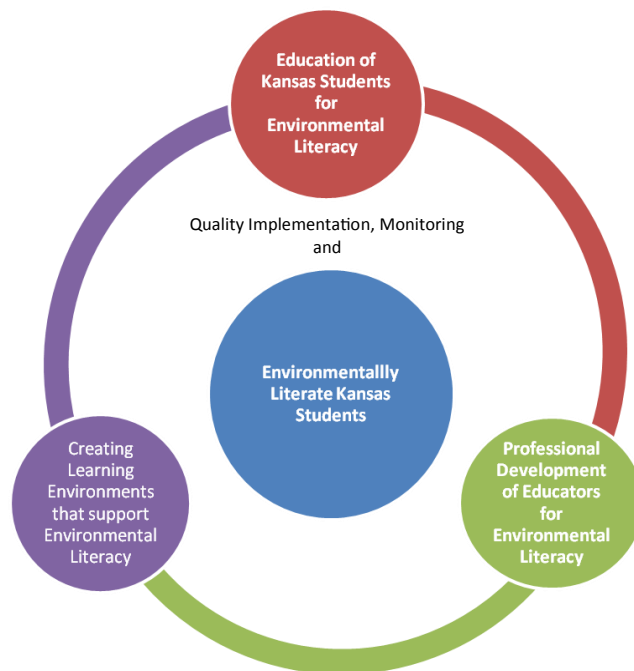 Education of
Kansas Students
for
Environmental
Literacy
Quality Implementation, Monitoring
and
Environmentallly
Literate Kansas
Students
Creating
Learning
Environments
that support
Environmental
Literacy
Professional
Development
of Educators
for
Environmental
Literacy